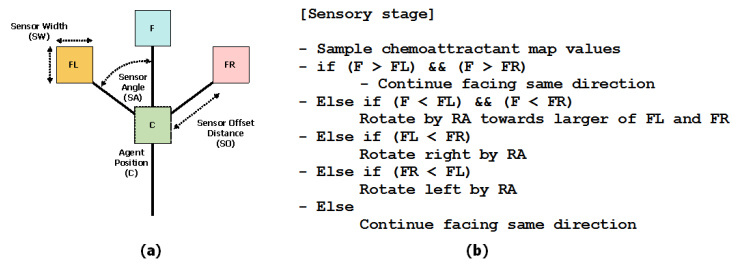 Sensor Width
(SW)
F
FL
FR
Sensor
Angle
(SA)
C
Sensor Offset
Distance
(SO)
Agent
Position
(C)
(a)
[Sensory stage]
- Sample chemoattractant map values
- if (F > FL) && (F > FR)
- Continue facing same direction
- Else if (F < FL) && (F < FR)
Rotate by RA towards larger of FL and FR
- Else if (FL < FR)
Rotate right by RA
- Else if (FR < FL)
Rotate left by RA
- Else
Continue facing same direction
(b)